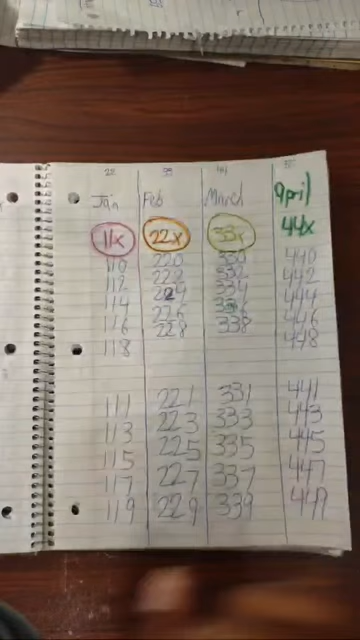 Jan Feb March April
11x 22x 33x 44x
110 220 330 440
112 222 332 442
114 224 334 444
116 226 336 446
118 228 338 448
111 221 331 441
113 223 333 443
115 225 335 445
117 227 337 447
119 229 339 449